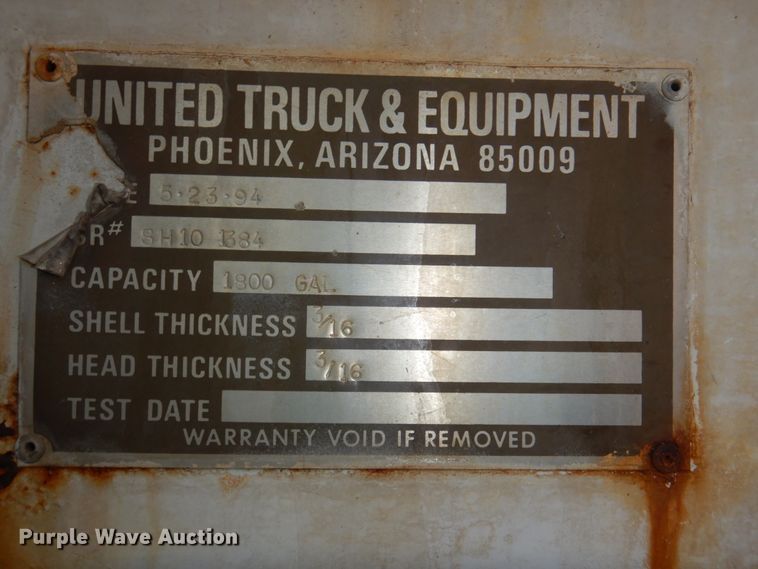 UNITED TRUCK & EQUIPMENT
PHOENIX, ARIZONA 85009
E 5·23·94
SR# SH10 1384
CAPACITY 1800 GAL.
SHELL THICKNESS 3/16
HEAD THICKNESS 3/16
TEST DATE
WARRANTY VOID IF REMOVED
Purple Wave Auction